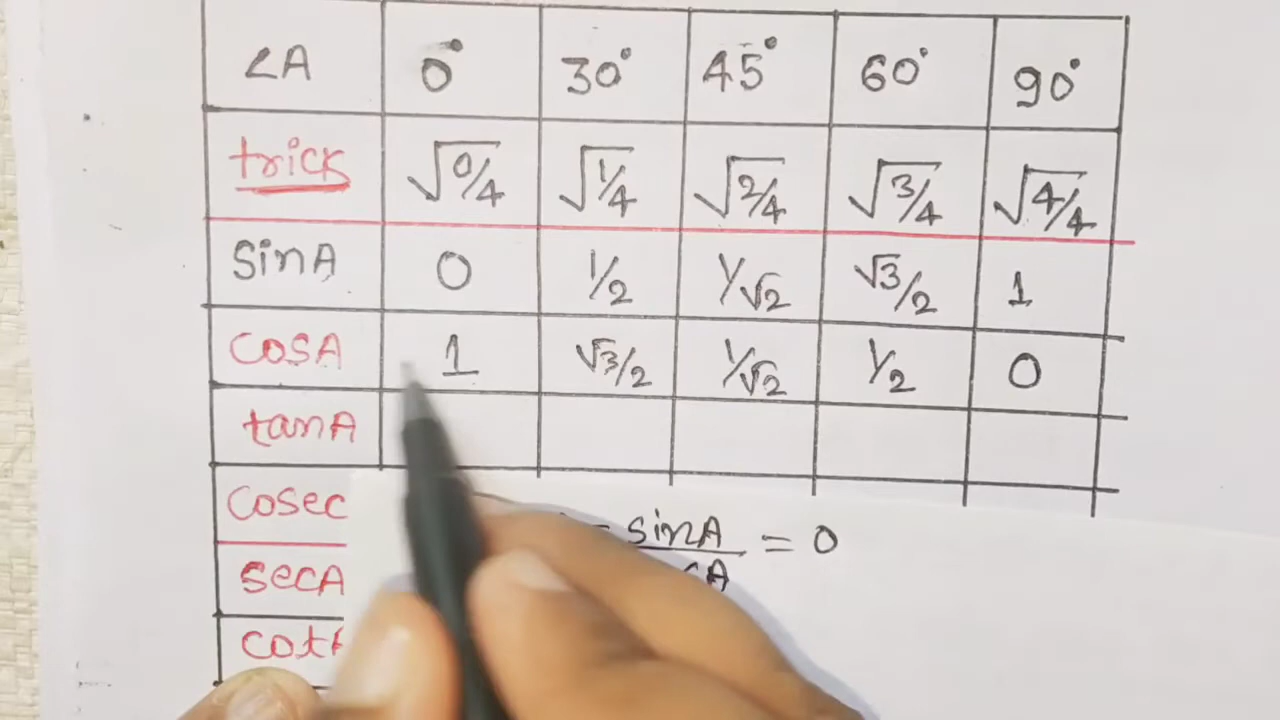 ∠A 0° 30° 45° 60° 90°
trick √0/4 √1/4 √2/4 √3/4 √4/4
SinA 0 1/2 1/√2 √3/2 1
COSA 1 √3/2 1/√2 1/2 0
tanA
Cosec
= SinA = 0
SecA
cot